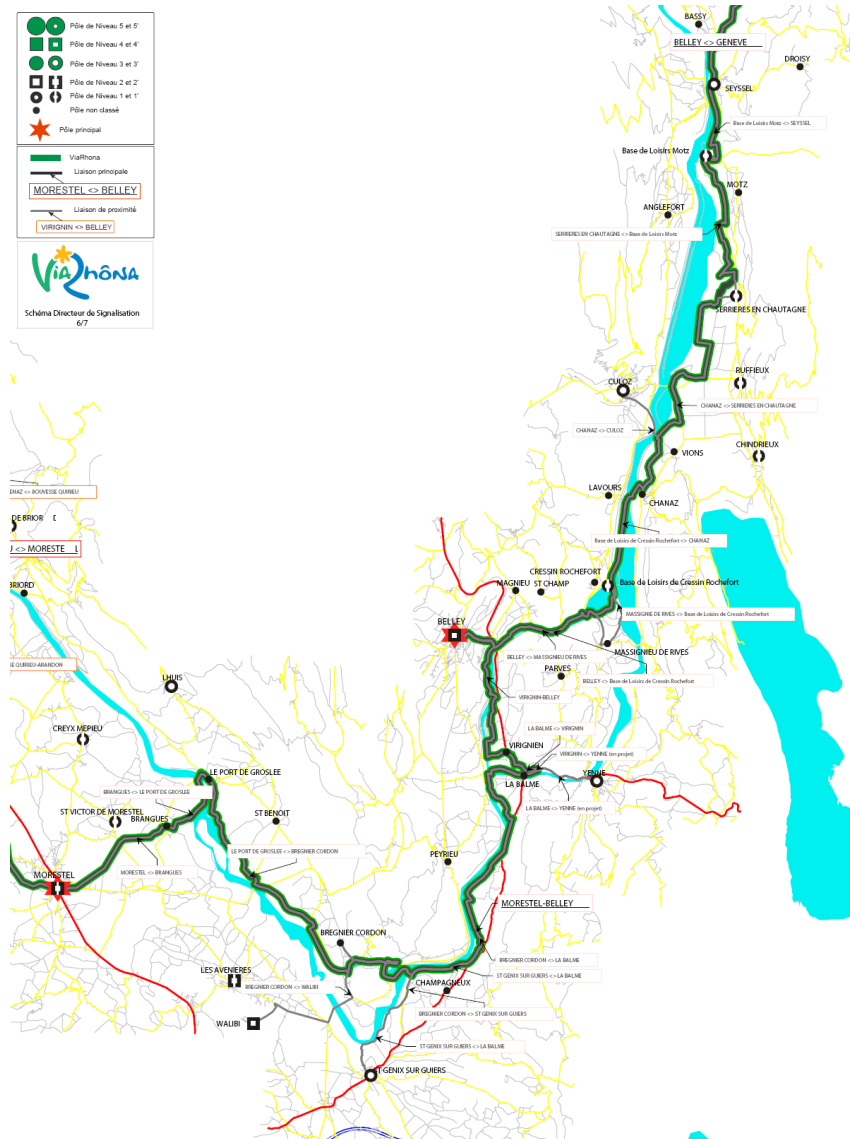 Pôle de Niveau 5 et 5'
Pôle de Niveau 4 et 4'
Pôle de Niveau 3 et 3'
Pôle de Niveau 2 et 2'
Pôle de Niveau 1 et 1'
Pôle non classé
Pôle principal
ViaRhona
Liaison principale
MORESTEL <> BELLEY
Liaison de proximité
VIRIGNIN <> BELLEY
ViaRhôna
Schéma Directeur de Signalisation
6/7
BASSY
BELLEY <> GENEVE
DROISY
SEYSSEL
Base de Loisirs Motz <> SEYSSEL
Base de Loisirs Motz
MOTZ
ANGLEFORT
SERRIERES EN CHAUTAGNE <> Base de Loisirs Motz
SERRIERES EN CHAUTAGNE
RUFFIEUX
CULOZ
CHANAZ <> SERRIERES EN CHAUTAGNE
CHANAZ <> CULOZ
CHINDRIEUX
VIONS
LAVOURS
CHANAZ
ENAZ <> BOUVESSE QUIRIEU
DE BRIOR D
U <> MORESTE L
Base de Loisirs de Cressin Rochefort <> CHANAZ
BRIORD
CRESSIN ROCHEFORT
MAGNIEU
ST CHAMP
Base de Loisirs de Cressin Rochefort
MASSIGNIE DE RIVES <> Base de Loisirs de Cressin Rochefort
BELLEY
MASSIGNIEU DE RIVES
BELLEY <> MASSIGNIEU DE RIVES
SE QUIRIEU-ARANDON
PARVES
BELLEY <> Base de Loisirs de Cressin Rochefort
LHUIS
VIRIGNIN-BELLEY
CREYX MEPIEU
LA BALME <> VIRIGNIN
VIRIGNIEN
VIRIGNIN <> YENNE (en projet)
LE PORT DE GROSLEE
YENNE
LA BALME
BRANGUES <> LE PORT DE GROSLEE
LA BALME <> YENNE (en projet)
ST VICTOR DE MORESTEL
BRANGUES
ST BENOIT
LE PORT DE GROSLEE <> BREGNIER CORDON
PEYRIEU
MORESTEL
MORESTEL <> BRANGUES
MORESTEL-BELLEY
BREGNIER CORDON
BREGNIER CORDON <> LA BALME
LES AVENIERES
ST GENIX SUR GUIERS <> LA BALME
CHAMPAGNEUX
BREGNIER CORDON <> WALIBI
BREGNIER CORDON <> ST GENIX SUR GUIERS
WALIBI
ST GENIX SUR GUIERS <> LA BALME
ST GENIX SUR GUIERS